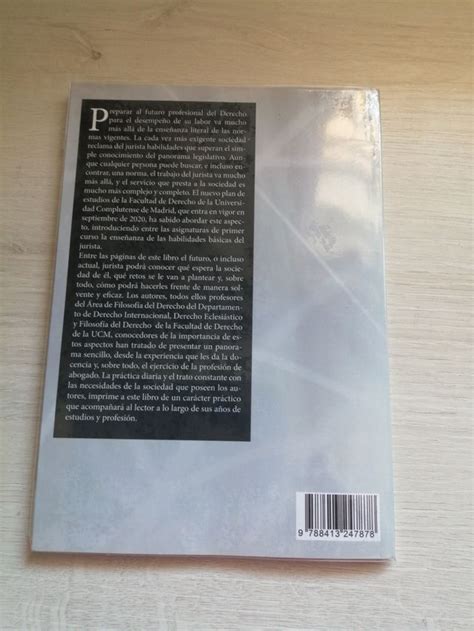 Preparar al futuro profesional del Derecho
para el desempeño de su labor va mucho
más allá de la enseñanza literal de las nor-
mas vigentes. La cada vez más exigente sociedad
reclama del jurista habilidades que superan el sim-
ple conocimiento del panorama legislativo. Aun-
que cualquier persona puede buscar, e incluso en-
contrar, una norma, el trabajo del jurista va mucho
más allá, y el servicio que presta a la sociedad es
mucho más complejo y completo. El nuevo plan de
estudios de la Facultad de Derecho de la Universi-
dad Complutense de Madrid, que entra en vigor en
septiembre de 2020, ha sabido abordar este aspec-
to, introduciendo entre las asignaturas de primer
curso la enseñanza de las habilidades básicas del
jurista.
Entre las páginas de este libro el futuro, o incluso
actual, jurista podrá conocer qué espera la socie-
dad de él, qué retos se le van a plantear y, sobre
todo, cómo podrá hacerles frente de manera sol-
vente y eficaz. Los autores, todos ellos profesores
del Área de Filosofía del Derecho del Departamen-
to de Derecho Internacional, Derecho Eclesiástico
y Filosofía del Derecho de la Facultad de Derecho
de la UCM, conocedores de la importancia de es-
tos aspectos han tratado de presentar un panora-
ma sencillo, desde la experiencia que les da la do-
cencia y, sobre todo, el ejercicio de la profesión de
abogado. La práctica diaria y el trato constante con
las necesidades de la sociedad que poseen los au-
tores, imprime a este libro de un carácter práctico
que acompañará al lector a lo largo de sus años de
estudios y profesión.
9 788413 247878